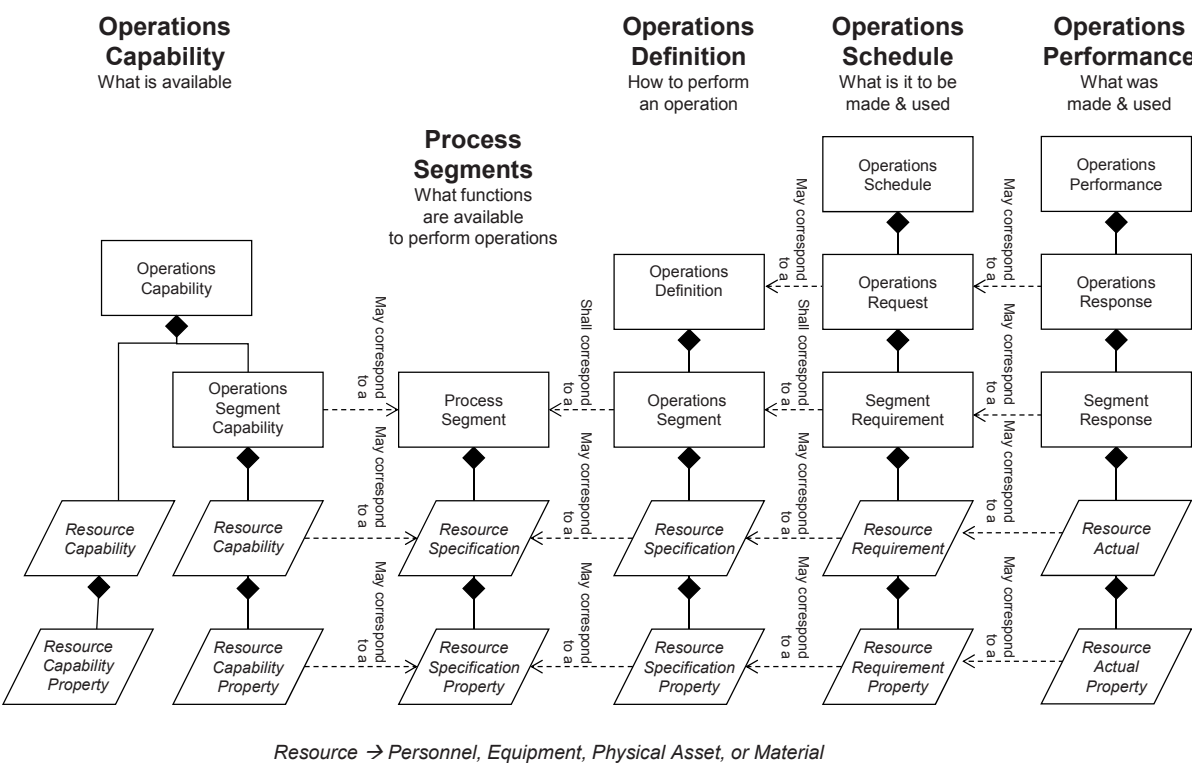 Operations
Capability
What is available
Operations
Definition
How to perform
an operation
Operations
Schedule
What is it to be
made & used
Operations
Performance
What was
made & used
Process
Segments
What functions
are available
to perform operations
Operations
Capability
Operations
Segment
Capability
Resource
Capability
Resource
Capability
Property
Resource
Capability
Resource
Capability
Property
May correspond
to a
May correspond
to a
May correspond
to a
Process
Segment
Resource
Specification
Resource
Specification
Property
Shall correspond
to a
May correspond
to a
May correspond
to a
Operations
Definition
Operations
Segment
Resource
Specification
Resource
Specification
Property
May correspond
to a
Shall correspond
to a
May correspond
to a
May correspond
to a
Operations
Schedule
Operations
Request
Segment
Requirement
Resource
Requirement
Resource
Requirement
Property
May correspond
to a
May correspond
to a
May correspond
to a
May correspond
to a
Operations
Performance
Operations
Response
Segment
Response
Resource
Actual
Resource
Actual
Property
Resource → Personnel, Equipment, Physical Asset, or Material